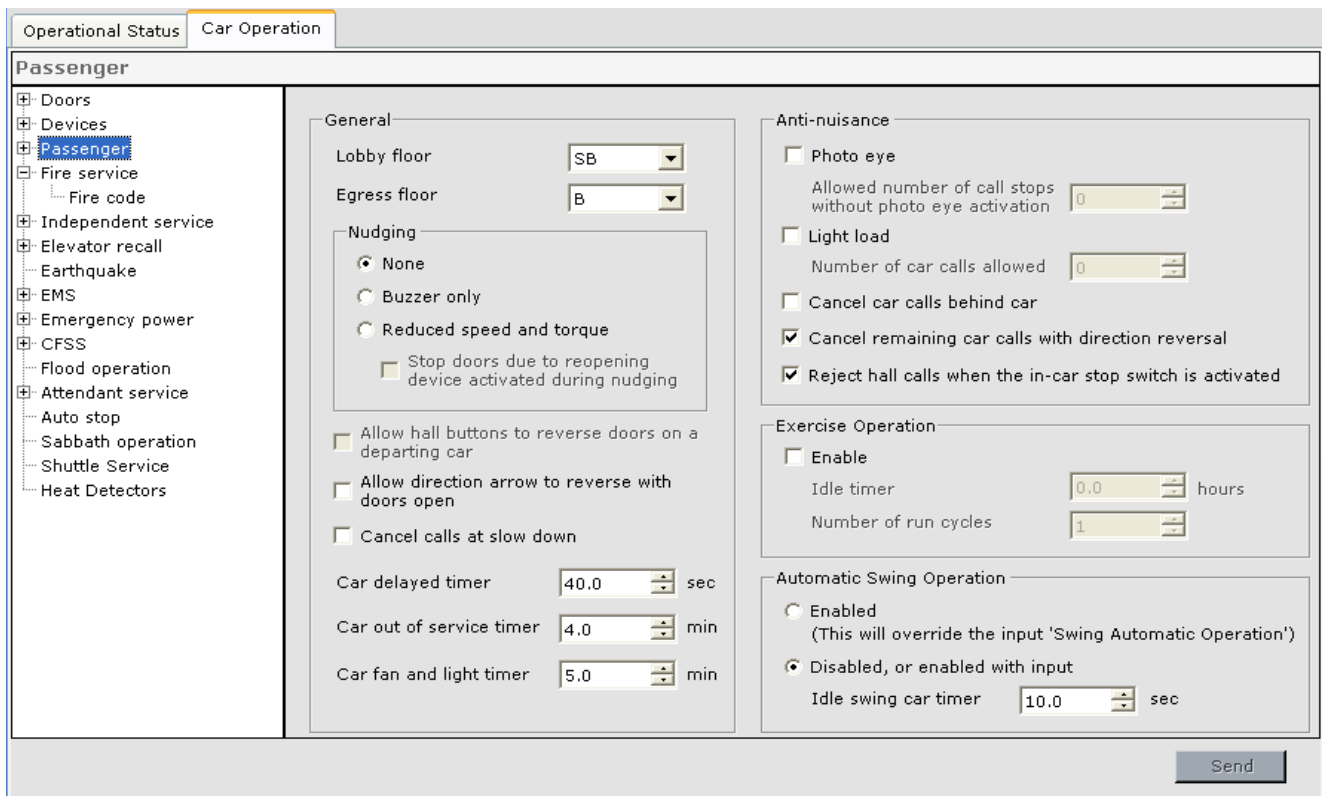 Operational Status
Car Operation
Passenger
Doors
Devices
Passenger
Fire service
Fire code
Independent service
Elevator recall
Earthquake
EMS
Emergency power
CFSS
Flood operation
Attendant service
Auto stop
Sabbath operation
Shuttle Service
Heat Detectors
General
Lobby floor SB
Egress floor B
Nudging
None
Buzzer only
Reduced speed and torque
Stop doors due to reopening
device activated during nudging
Allow hall buttons to reverse doors on a
departing car
Allow direction arrow to reverse with
doors open
Cancel calls at slow down
Car delayed timer 40.0 sec
Car out of service timer 4.0 min
Car fan and light timer 5.0 min
Anti-nuisance
Photo eye
Allowed number of call stops
without photo eye activation 0
Light load
Number of car calls allowed 0
Cancel car calls behind car
Cancel remaining car calls with direction reversal
Reject hall calls when the in-car stop switch is activated
Exercise Operation
Enable
Idle timer 0.0 hours
Number of run cycles 1
Automatic Swing Operation
Enabled
(This will override the input 'Swing Automatic Operation')
Disabled, or enabled with input
Idle swing car timer 10.0 sec
Send